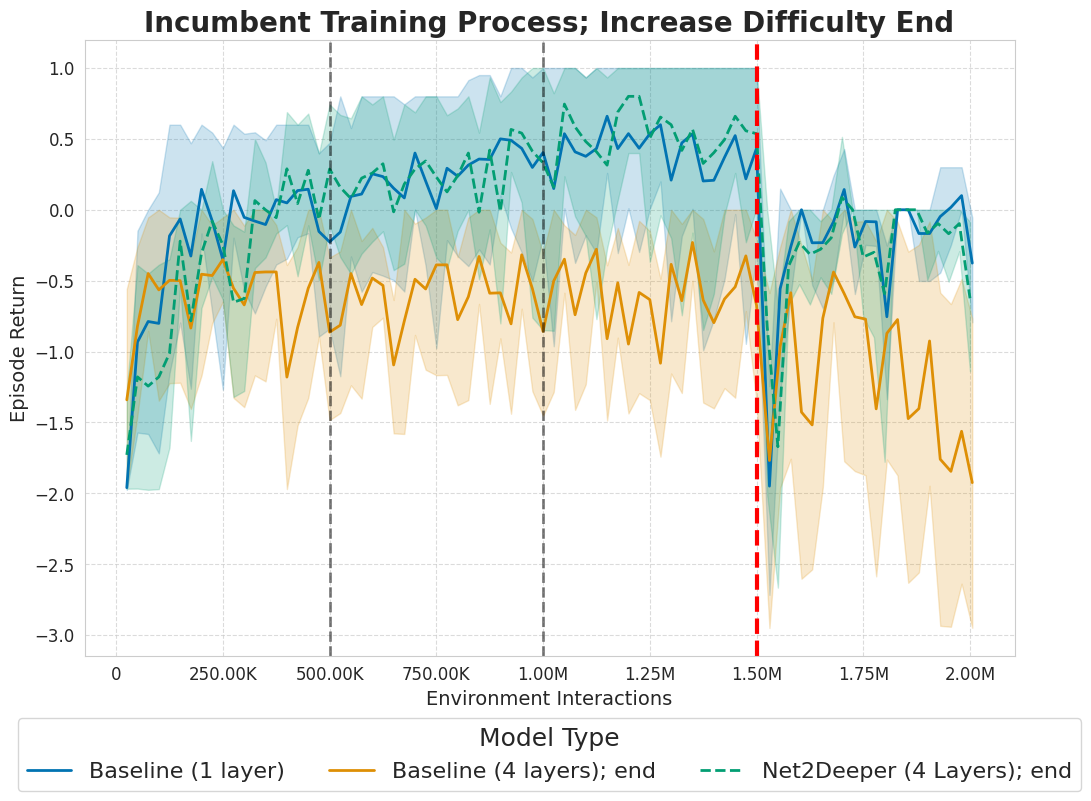 Incumbent Training Process; Increase Difficulty End
1.0
0.5
0.0
−0.5
−1.0
−1.5
−2.0
−2.5
−3.0
Episode Return
0 250.00K 500.00K 750.00K 1.00M 1.25M 1.50M 1.75M 2.00M
Environment Interactions
Model Type
Baseline (1 layer) Baseline (4 layers); end Net2Deeper (4 Layers); end